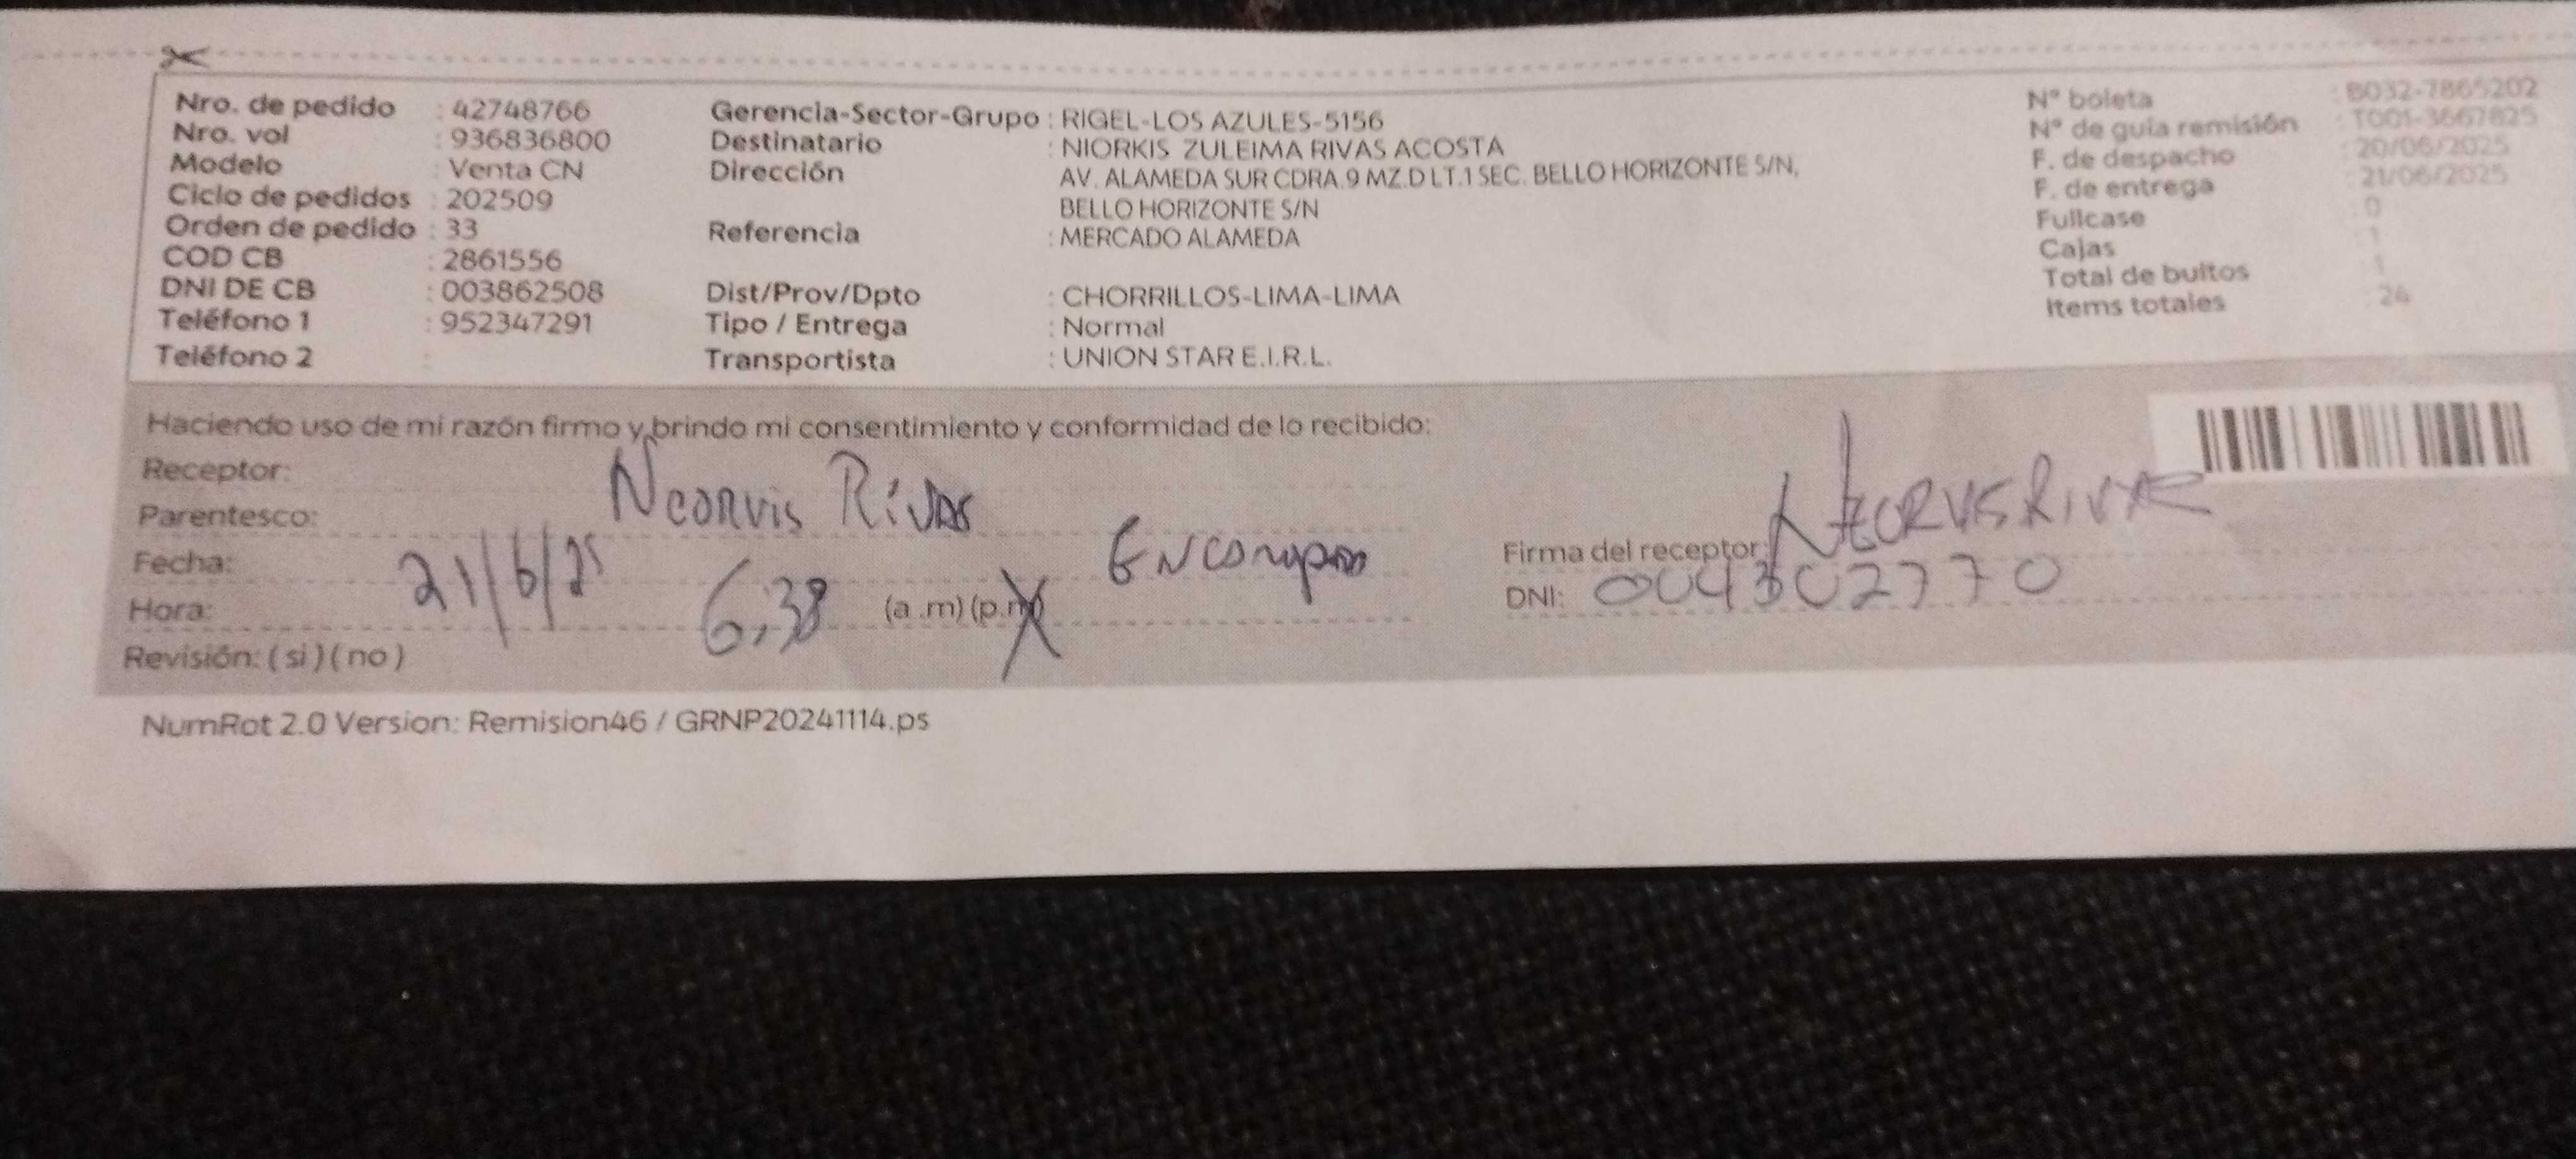 Nro. de pedido : 42748766
Nro. vol : 936836800
Modelo : Venta CN
Ciclo de pedidos : 202509
Orden de pedido : 33
COD CB : 2861556
DNI DE CB : 003862508
Teléfono 1 : 952347291
Teléfono 2 :
Gerencia-Sector-Grupo : RIGEL-LOS AZULES-5156
Destinatario : NIORKIS ZULEIMA RIVAS ACOSTA
Dirección AV. ALAMEDA SUR CDRA.9 MZ.D LT.1 SEC. BELLO HORIZONTE S/N,
BELLO HORIZONTE S/N
Referencia : MERCADO ALAMEDA
Dist/Prov/Dpto : CHORRILLOS-LIMA-LIMA
Tipo / Entrega : Normal
Transportista : UNION STAR E.I.R.L.
N° boleta : B032-7865202
N° de guía remisión : T001-3667825
F. de despacho : 20/06/2025
F. de entrega : 21/06/2025
Fullcase : 0
Cajas : 1
Total de bultos : 1
Items totales : 26
Haciendo uso de mi razón firmo y brindo mi consentimiento y conformidad de lo recibido:
Receptor: Neorvis Rivas
Parentesco:
Fecha: 21/6/25
Hora: 6:38 (a.m) (p.m)
Revisión: ( si ) ( no )
Firma del receptor: Neorvis Rivas
DNI: 004302770
NumRot 2.0 Version: Remision46 / GRNP20241114.ps